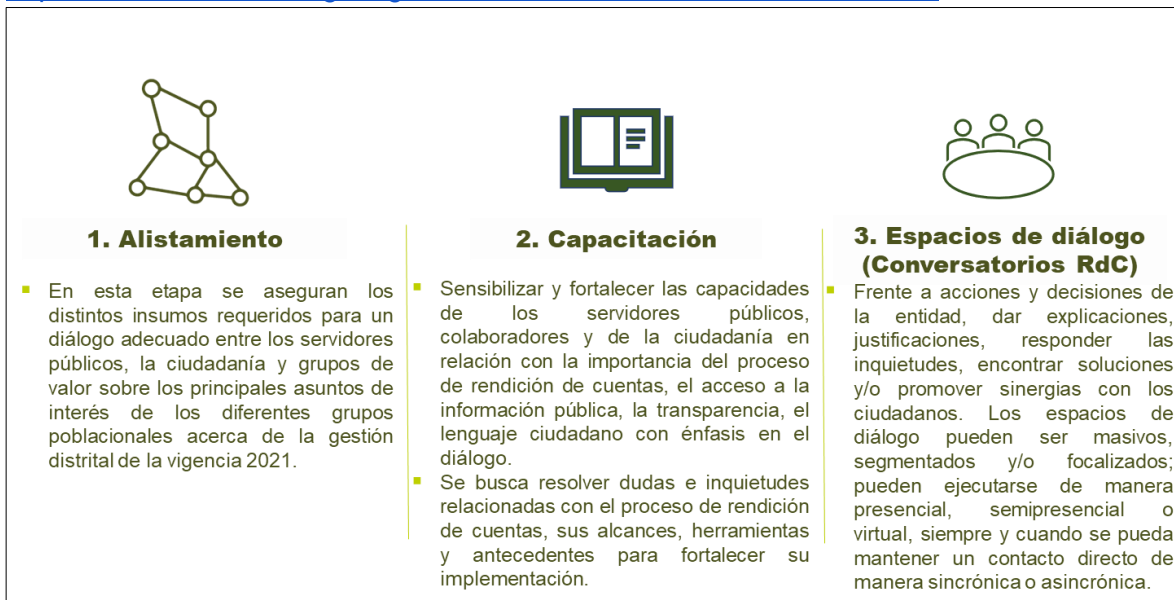 1. Alistamiento
En esta etapa se aseguran los
distintos insumos requeridos para un
diálogo adecuado entre los servidores
públicos, la ciudadanía y grupos de
valor sobre los principales asuntos de
interés de los diferentes grupos
poblacionales acerca de la gestión
distrital de la vigencia 2021.
2. Capacitación
Sensibilizar y fortalecer las capacidades
de los servidores públicos,
colaboradores y de la ciudadanía en
relación con la importancia del proceso
de rendición de cuentas, el acceso a la
información pública, la transparencia, el
lenguaje ciudadano con énfasis en el
diálogo.
Se busca resolver dudas e inquietudes
relacionadas con el proceso de rendición
de cuentas, sus alcances, herramientas
y antecedentes para fortalecer su
implementación.
3. Espacios de diálogo
(Conversatorios RdC)
Frente a acciones y decisiones de
la entidad, dar explicaciones,
justificaciones, responder las
inquietudes, encontrar soluciones
y/o promover sinergias con los
ciudadanos. Los espacios de
diálogo pueden ser masivos,
segmentados y/o focalizados;
pueden ejecutarse de manera
presencial, semipresencial o
virtual, siempre y cuando se pueda
mantener un contacto directo de
manera sincrónica o asincrónica.